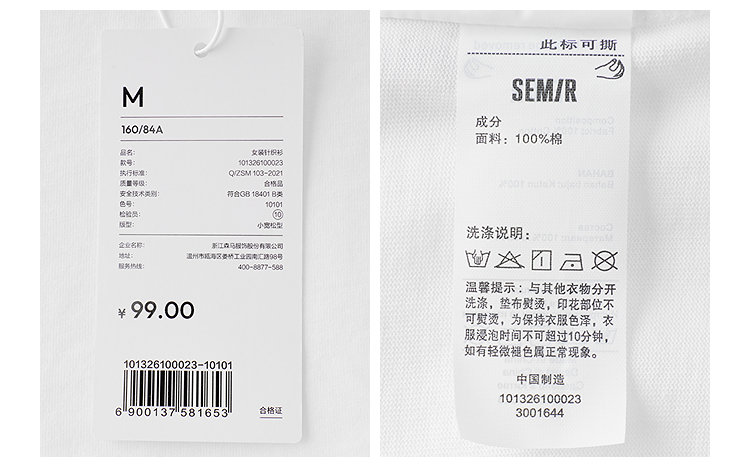 M
160/84A
品名: 女装针织衫
款号: 101326100023
执行标准: Q/ZSM 103-2021
质量等级: 合格品
安全技术类别: 符合GB 18401 B类
色号: 10101
检验员: 10
版型: 小宽松型
企业名称: 浙江森马服饰股份有限公司
地址: 温州市瓯海区娄桥工业园南汇路98号
服务热线: 400-8877-588
¥ 99.00
101326100023-10101
6 900137 581653
合格证
此标可撕
SEMIR
成分
面料：100%棉
洗涤说明：
温馨提示：与其他衣物分开
洗涤，垫布熨烫，印花部位不
可熨烫，为保持衣服色泽，衣
服浸泡时间不可超过10分钟，
如有轻微褪色属正常现象。
中国制造
101326100023
3001644